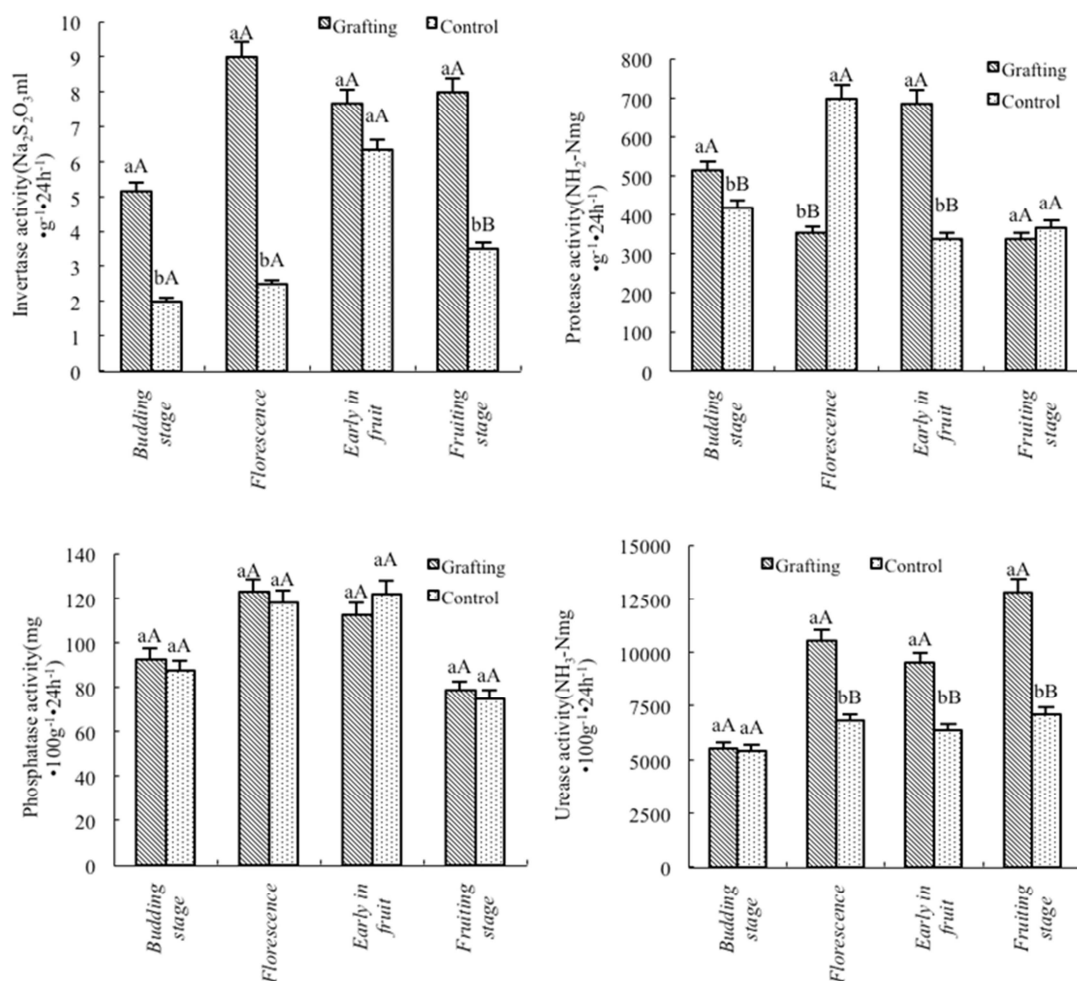 Invertase activity(Na₂S₂O₃ml
•g⁻¹•24h⁻¹)
10
9
8
7
6
5
4
3
2
1
0
Grafting Control
aA
bA
aA
bA
aA
aA
aA
bB
Budding
stage
Florescence
Early in
fruit
Fruiting
stage
Protease activity(NH₂-Nmg
•g⁻¹•24h⁻¹)
800
700
600
500
400
300
200
100
0
Grafting
Control
aA
bB
bB
aA
aA
bB
aA
aA
Budding
stage
Florescence
Early in
fruit
Fruiting stage
Phosphatase activity(mg
•100g⁻¹•24h⁻¹)
140
120
100
80
60
40
20
0
Grafting
Control
aA
aA
aA
aA
aA
aA
aA
aA
Budding
stage
Florescence
Early in
fruit
Fruiting
stage
Urease activity(NH₃-Nmg
•100g⁻¹•24h⁻¹)
15000
12500
10000
7500
5000
2500
0
Grafting Control
aA
aA
aA
bB
aA
bB
aA
bB
Budding
stage
Florescence
Early in
fruit
Fruiting
stage